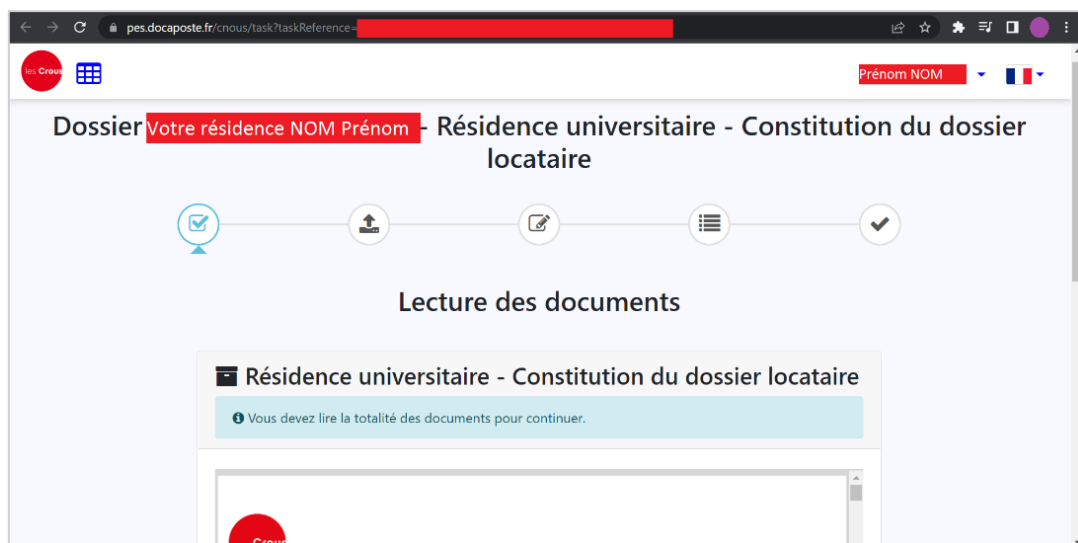 pes.docaposte.fr/cnous/task?taskReference=
les Crous
Prénom NOM
Dossier Votre résidence NOM Prénom - Résidence universitaire - Constitution du dossier
locataire
Lecture des documents
Résidence universitaire - Constitution du dossier locataire
Vous devez lire la totalité des documents pour continuer.
Crous